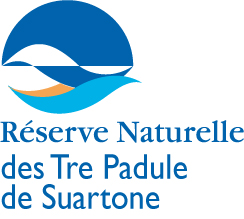 Réserve Naturelle
des Tre Padule
de Suartone